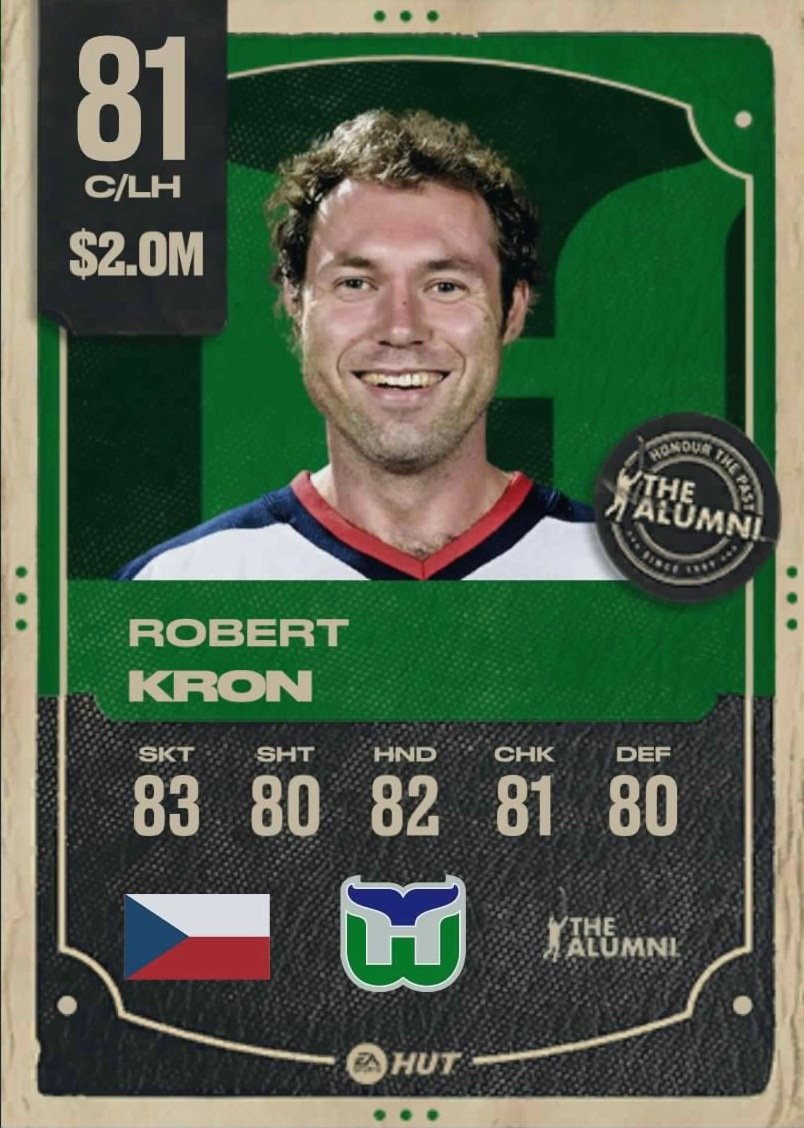 81
C/LH
$2.0M
HONOUR THE PAST
THE
ALUMNI
ROBERT
KRON
SKT SHT HND CHK DEF
83 80 82 81 80
THE
ALUMNI
EA
HUT